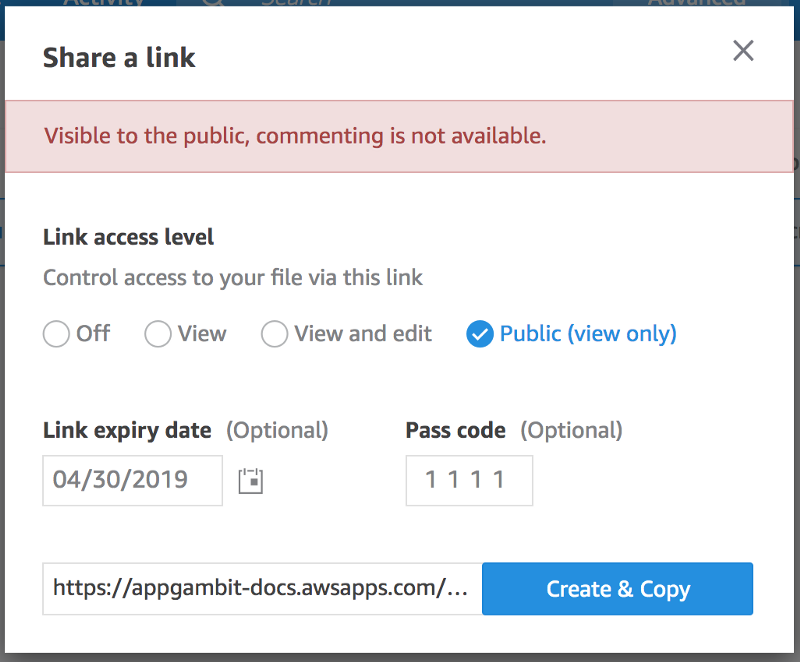 Activity Search Advanced
Share a link
Visible to the public, commenting is not available.
Link access level
Control access to your file via this link
Off View View and edit Public (view only)
Link expiry date (Optional) Pass code (Optional)
04/30/2019 1 1 1 1
https://appgambit-docs.awsapps.com/... Create & Copy